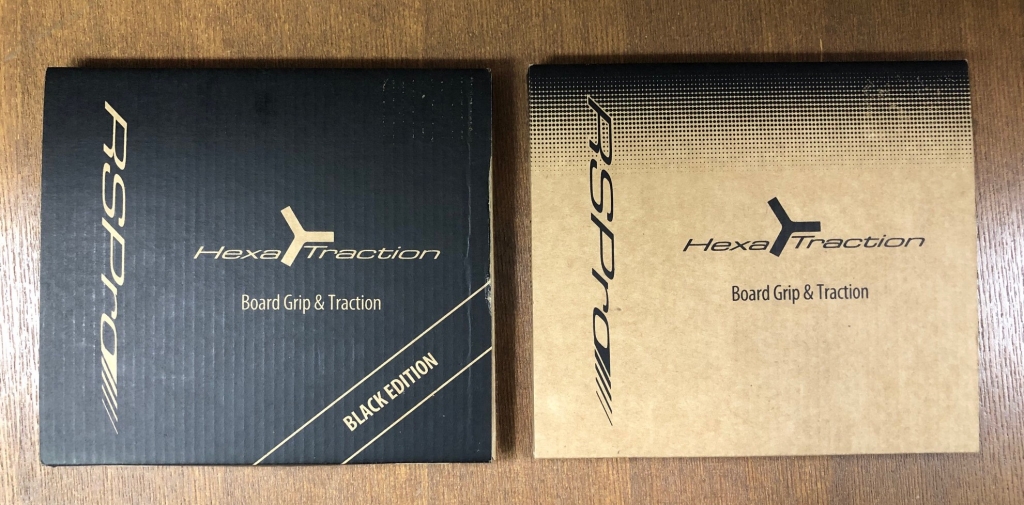 RSPro
Hexa Traction
Board Grip & Traction
BLACK EDITION
RSPro
Hexa Traction
Board Grip & Traction